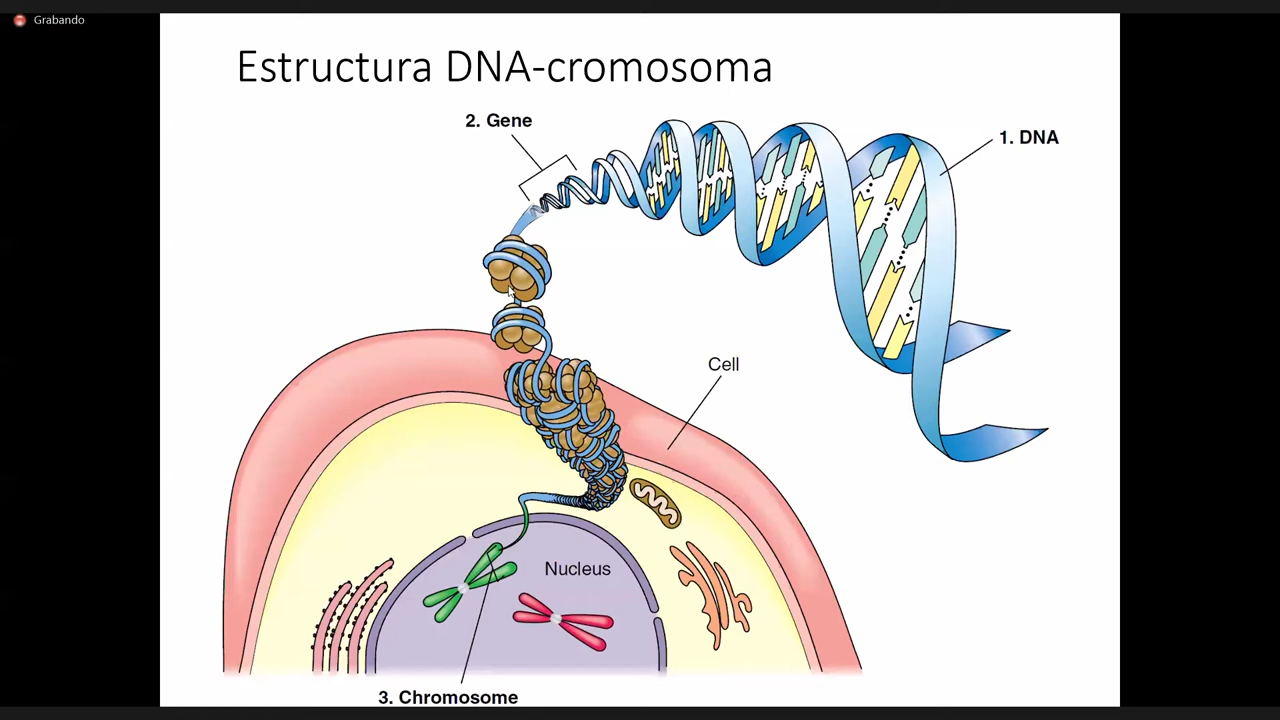 Grabando
Estructura DNA-cromosoma
2. Gene
1. DNA
Cell
Nucleus
3. Chromosome